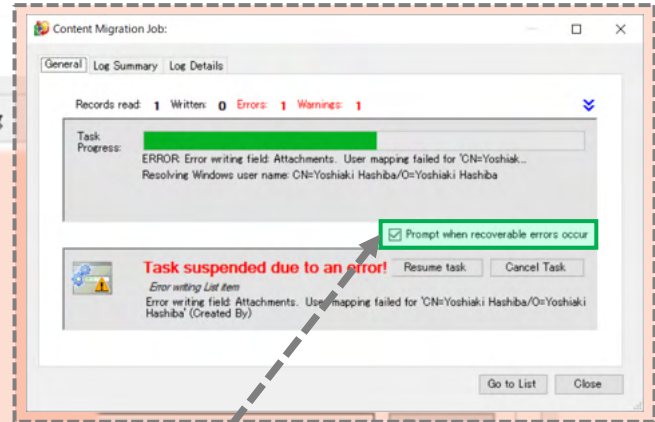 Content Migration Job:
General Log Summary Log Details
Records read: 1 Written: 0 Errors: 1 Warnings: 1
Task Progress:
ERROR: Error writing field: Attachments. User mapping failed for 'CN=Yoshiak...
Resolving Windows user name: CN=Yoshiaki Hashiba/O=Yoshiaki Hashiba
Prompt when recoverable errors occur
Task suspended due to an error! Resume task Cancel Task
Error writing List item
Error writing field: Attachments. User mapping failed for 'CN=Yoshiaki Hashiba/O=Yoshiaki
Hashiba' (Created By)
Go to List Close